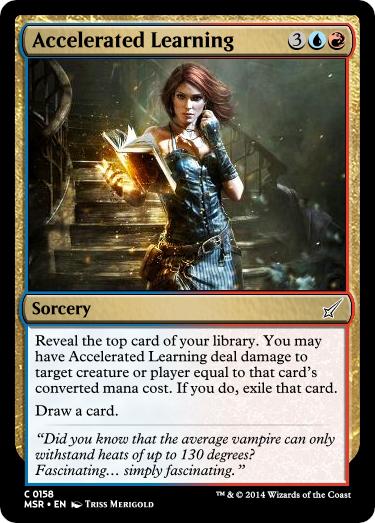 Accelerated Learning 3
Sorcery
Reveal the top card of your library. You may
have Accelerated Learning deal damage to
target creature or player equal to that card's
converted mana cost. If you do, exile that card.
Draw a card.
"Did you know that the average vampire can only
withstand heats of up to 130 degrees?
Fascinating... simply fascinating."
C 0158
MSR • EN Triss Merigold
™ & © 2014 Wizards of the Coast